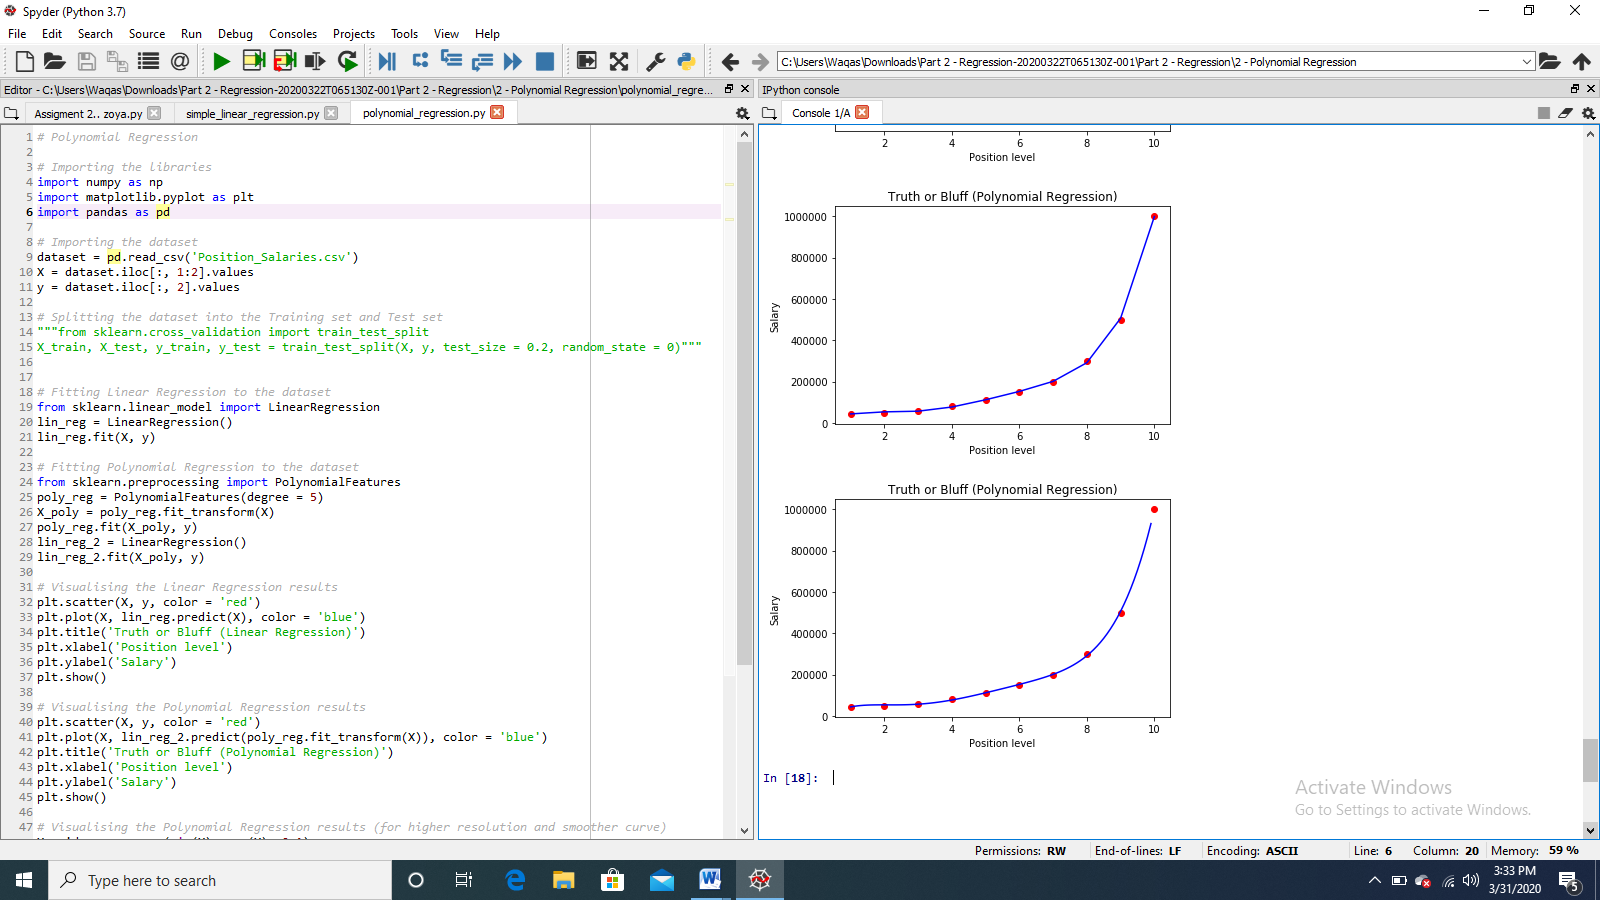 Spyder (Python 3.7)
File Edit Search Source Run Debug Consoles Projects Tools View Help
C:\Users\Waqas\Downloads\Part 2 - Regression-20200322T065130Z-001\Part 2 - Regression\2 - Polynomial Regression
Editor - C:\Users\Waqas\Downloads\Part 2 - Regression-20200322T065130Z-001\Part 2 - Regression\2 - Polynomial Regression\polynomial_regre...
Assigment 2.. zoya.py simple_linear_regression.py polynomial_regression.py
1 # Polynomial Regression
2
3 # Importing the libraries
4 import numpy as np
5 import matplotlib.pyplot as plt
6 import pandas as pd
7
8 # Importing the dataset
9 dataset = pd.read_csv('Position_Salaries.csv')
10 X = dataset.iloc[:, 1:2].values
11 y = dataset.iloc[:, 2].values
12
13 # Splitting the dataset into the Training set and Test set
14 """from sklearn.cross_validation import train_test_split
15 X_train, X_test, y_train, y_test = train_test_split(X, y, test_size = 0.2, random_state = 0)"""
16
17
18 # Fitting Linear Regression to the dataset
19 from sklearn.linear_model import LinearRegression
20 lin_reg = LinearRegression()
21 lin_reg.fit(X, y)
22
23 # Fitting Polynomial Regression to the dataset
24 from sklearn.preprocessing import PolynomialFeatures
25 poly_reg = PolynomialFeatures(degree = 5)
26 X_poly = poly_reg.fit_transform(X)
27 poly_reg.fit(X_poly, y)
28 lin_reg_2 = LinearRegression()
29 lin_reg_2.fit(X_poly, y)
30
31 # Visualising the Linear Regression results
32 plt.scatter(X, y, color = 'red')
33 plt.plot(X, lin_reg.predict(X), color = 'blue')
34 plt.title('Truth or Bluff (Linear Regression)')
35 plt.xlabel('Position level')
36 plt.ylabel('Salary')
37 plt.show()
38
39 # Visualising the Polynomial Regression results
40 plt.scatter(X, y, color = 'red')
41 plt.plot(X, lin_reg_2.predict(poly_reg.fit_transform(X)), color = 'blue')
42 plt.title('Truth or Bluff (Polynomial Regression)')
43 plt.xlabel('Position level')
44 plt.ylabel('Salary')
45 plt.show()
46
47 # Visualising the Polynomial Regression results (for higher resolution and smoother curve)
IPython console
Console 1/A
2 4 6 8 10
Position level
Truth or Bluff (Polynomial Regression)
1000000
800000
600000
400000
200000
0
Salary
2 4 6 8 10
Position level
Truth or Bluff (Polynomial Regression)
1000000
800000
600000
400000
200000
0
Salary
2 4 6 8 10
Position level
In [18]:
Activate Windows
Go to Settings to activate Windows.
Permissions: RW End-of-lines: LF Encoding: ASCII Line: 6 Column: 20 Memory: 59 %
Type here to search
3:33 PM
3/31/2020
5